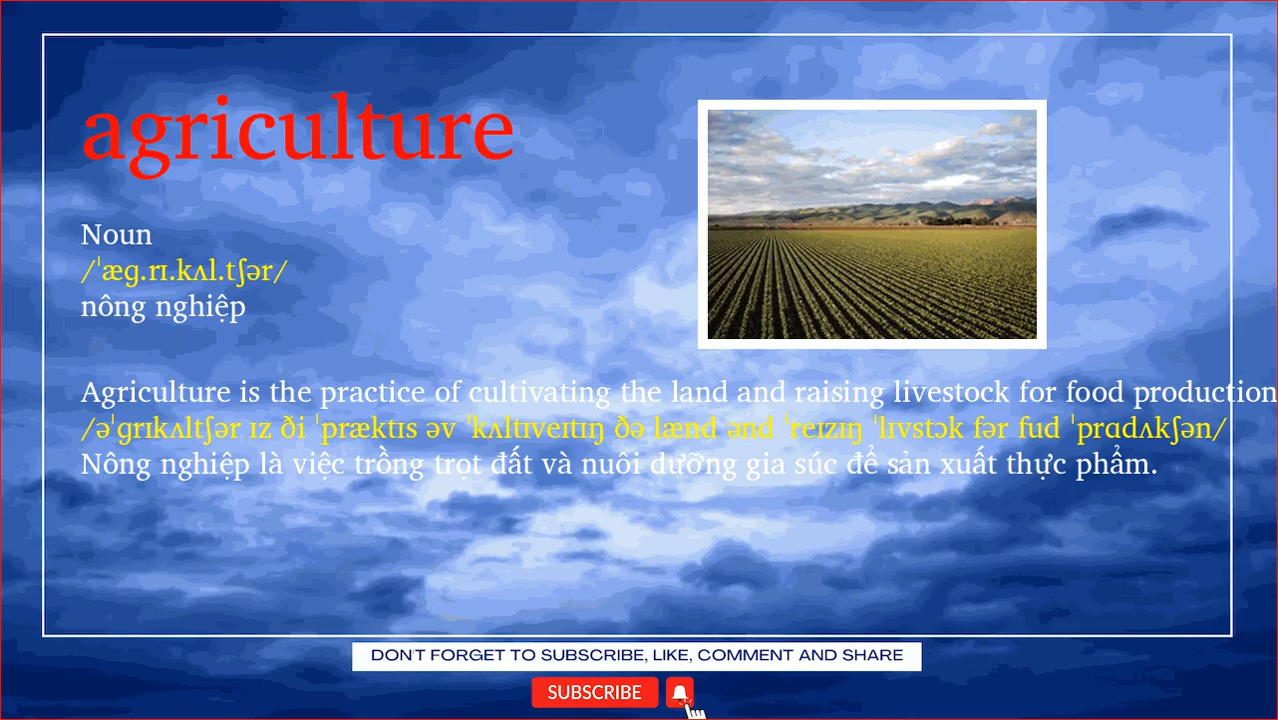 agriculture
Noun
/ˈæɡ.rɪ.kʌl.tʃər/
nông nghiệp
Agriculture is the practice of cultivating the land and raising livestock for food production
/əˈɡrɪkʌltʃər ɪz ði ˈpræktɪs əv ˈkʌltɪveɪtɪŋ ðə lænd ənd ˈreɪzɪŋ ˈlɪvstɔk fər fud ˈprɑdʌkʃən/
Nông nghiệp là việc trồng trọt đất và nuôi dưỡng gia súc để sản xuất thực phẩm.
DON'T FORGET TO SUBSCRIBE, LIKE, COMMENT AND SHARE
SUBSCRIBE